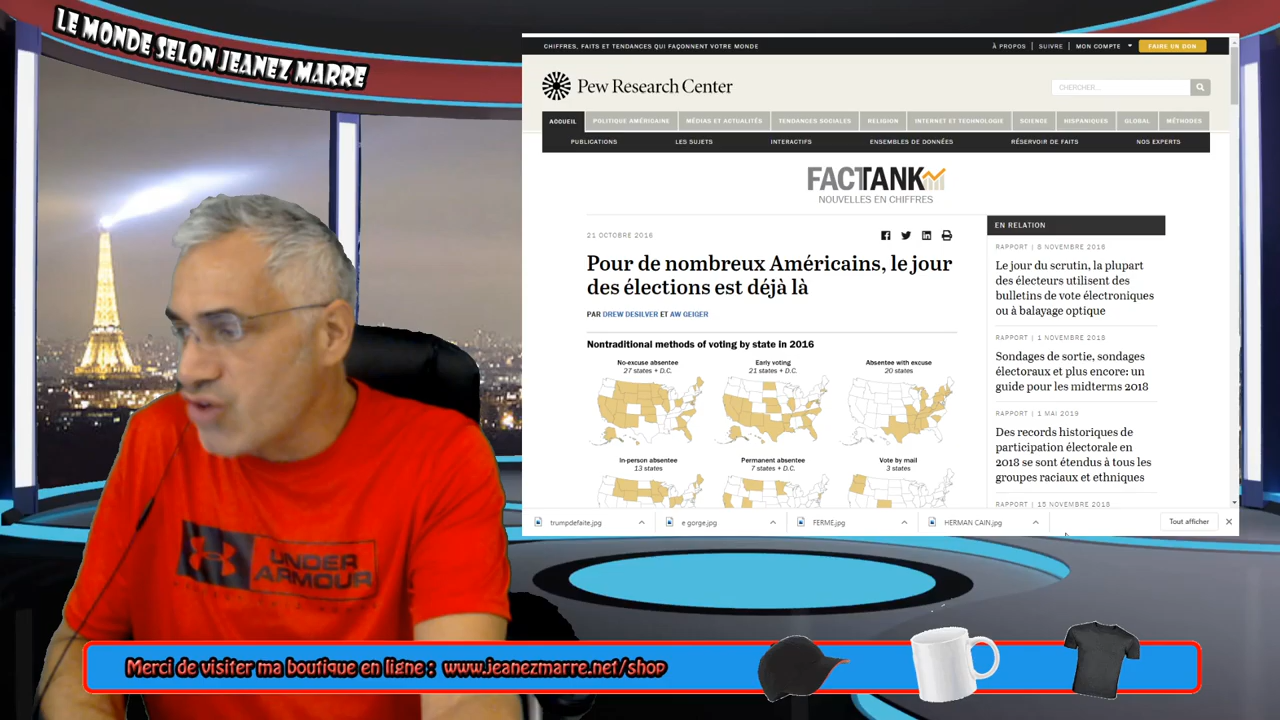 LE MONDE SELON JEANEZ MARRE
CHIFFRES, FAITS ET TENDANCES QUI FAÇONNENT VOTRE MONDE
À PROPOS | SUIVRE | MON COMPTE
FAIRE UN DON
Pew Research Center
CHERCHER...
ACCUEIL
POLITIQUE AMÉRICAINE
MÉDIAS ET ACTUALITÉS
TENDANCES SOCIALES
RELIGION
INTERNET ET TECHNOLOGIE
SCIENCE
HISPANIQUES
GLOBAL
MÉTHODES
PUBLICATIONS
LES SUJETS
INTERACTIFS
ENSEMBLES DE DONNÉES
RÉSERVOIR DE FAITS
NOS EXPERTS
FACTANK
NOUVELLES EN CHIFFRES
21 OCTOBRE 2016
Pour de nombreux Américains, le jour
des élections est déjà là
PAR DREW DESILVER ET AW GEIGER
Nontraditional methods of voting by state in 2016
No-excuse absentee
27 states + D.C.
Early voting
21 states + D.C.
Absentee with excuse
20 states
In-person absentee
13 states
Permanent absentee
7 states + D.C.
Vote by mail
3 states
EN RELATION
RAPPORT | 8 NOVEMBRE 2016
Le jour du scrutin, la plupart
des électeurs utilisent des
bulletins de vote électroniques
ou à balayage optique
RAPPORT | 1 NOVEMBRE 2018
Sondages de sortie, sondages
électoraux et plus encore: un
guide pour les midterms 2018
RAPPORT | 1 MAI 2019
Des records historiques de
participation électorale en
2018 se sont étendus à tous les
groupes raciaux et ethniques
RAPPORT | 15 NOVEMBRE 2018
trumpdefaite.jpg
e gorge.jpg
FERME.jpg
HERMAN CAIN.jpg
Tout afficher
UNDER
ARMOUR
Merci de visiter ma boutique en ligne : www.jeanezmarre.net/shop